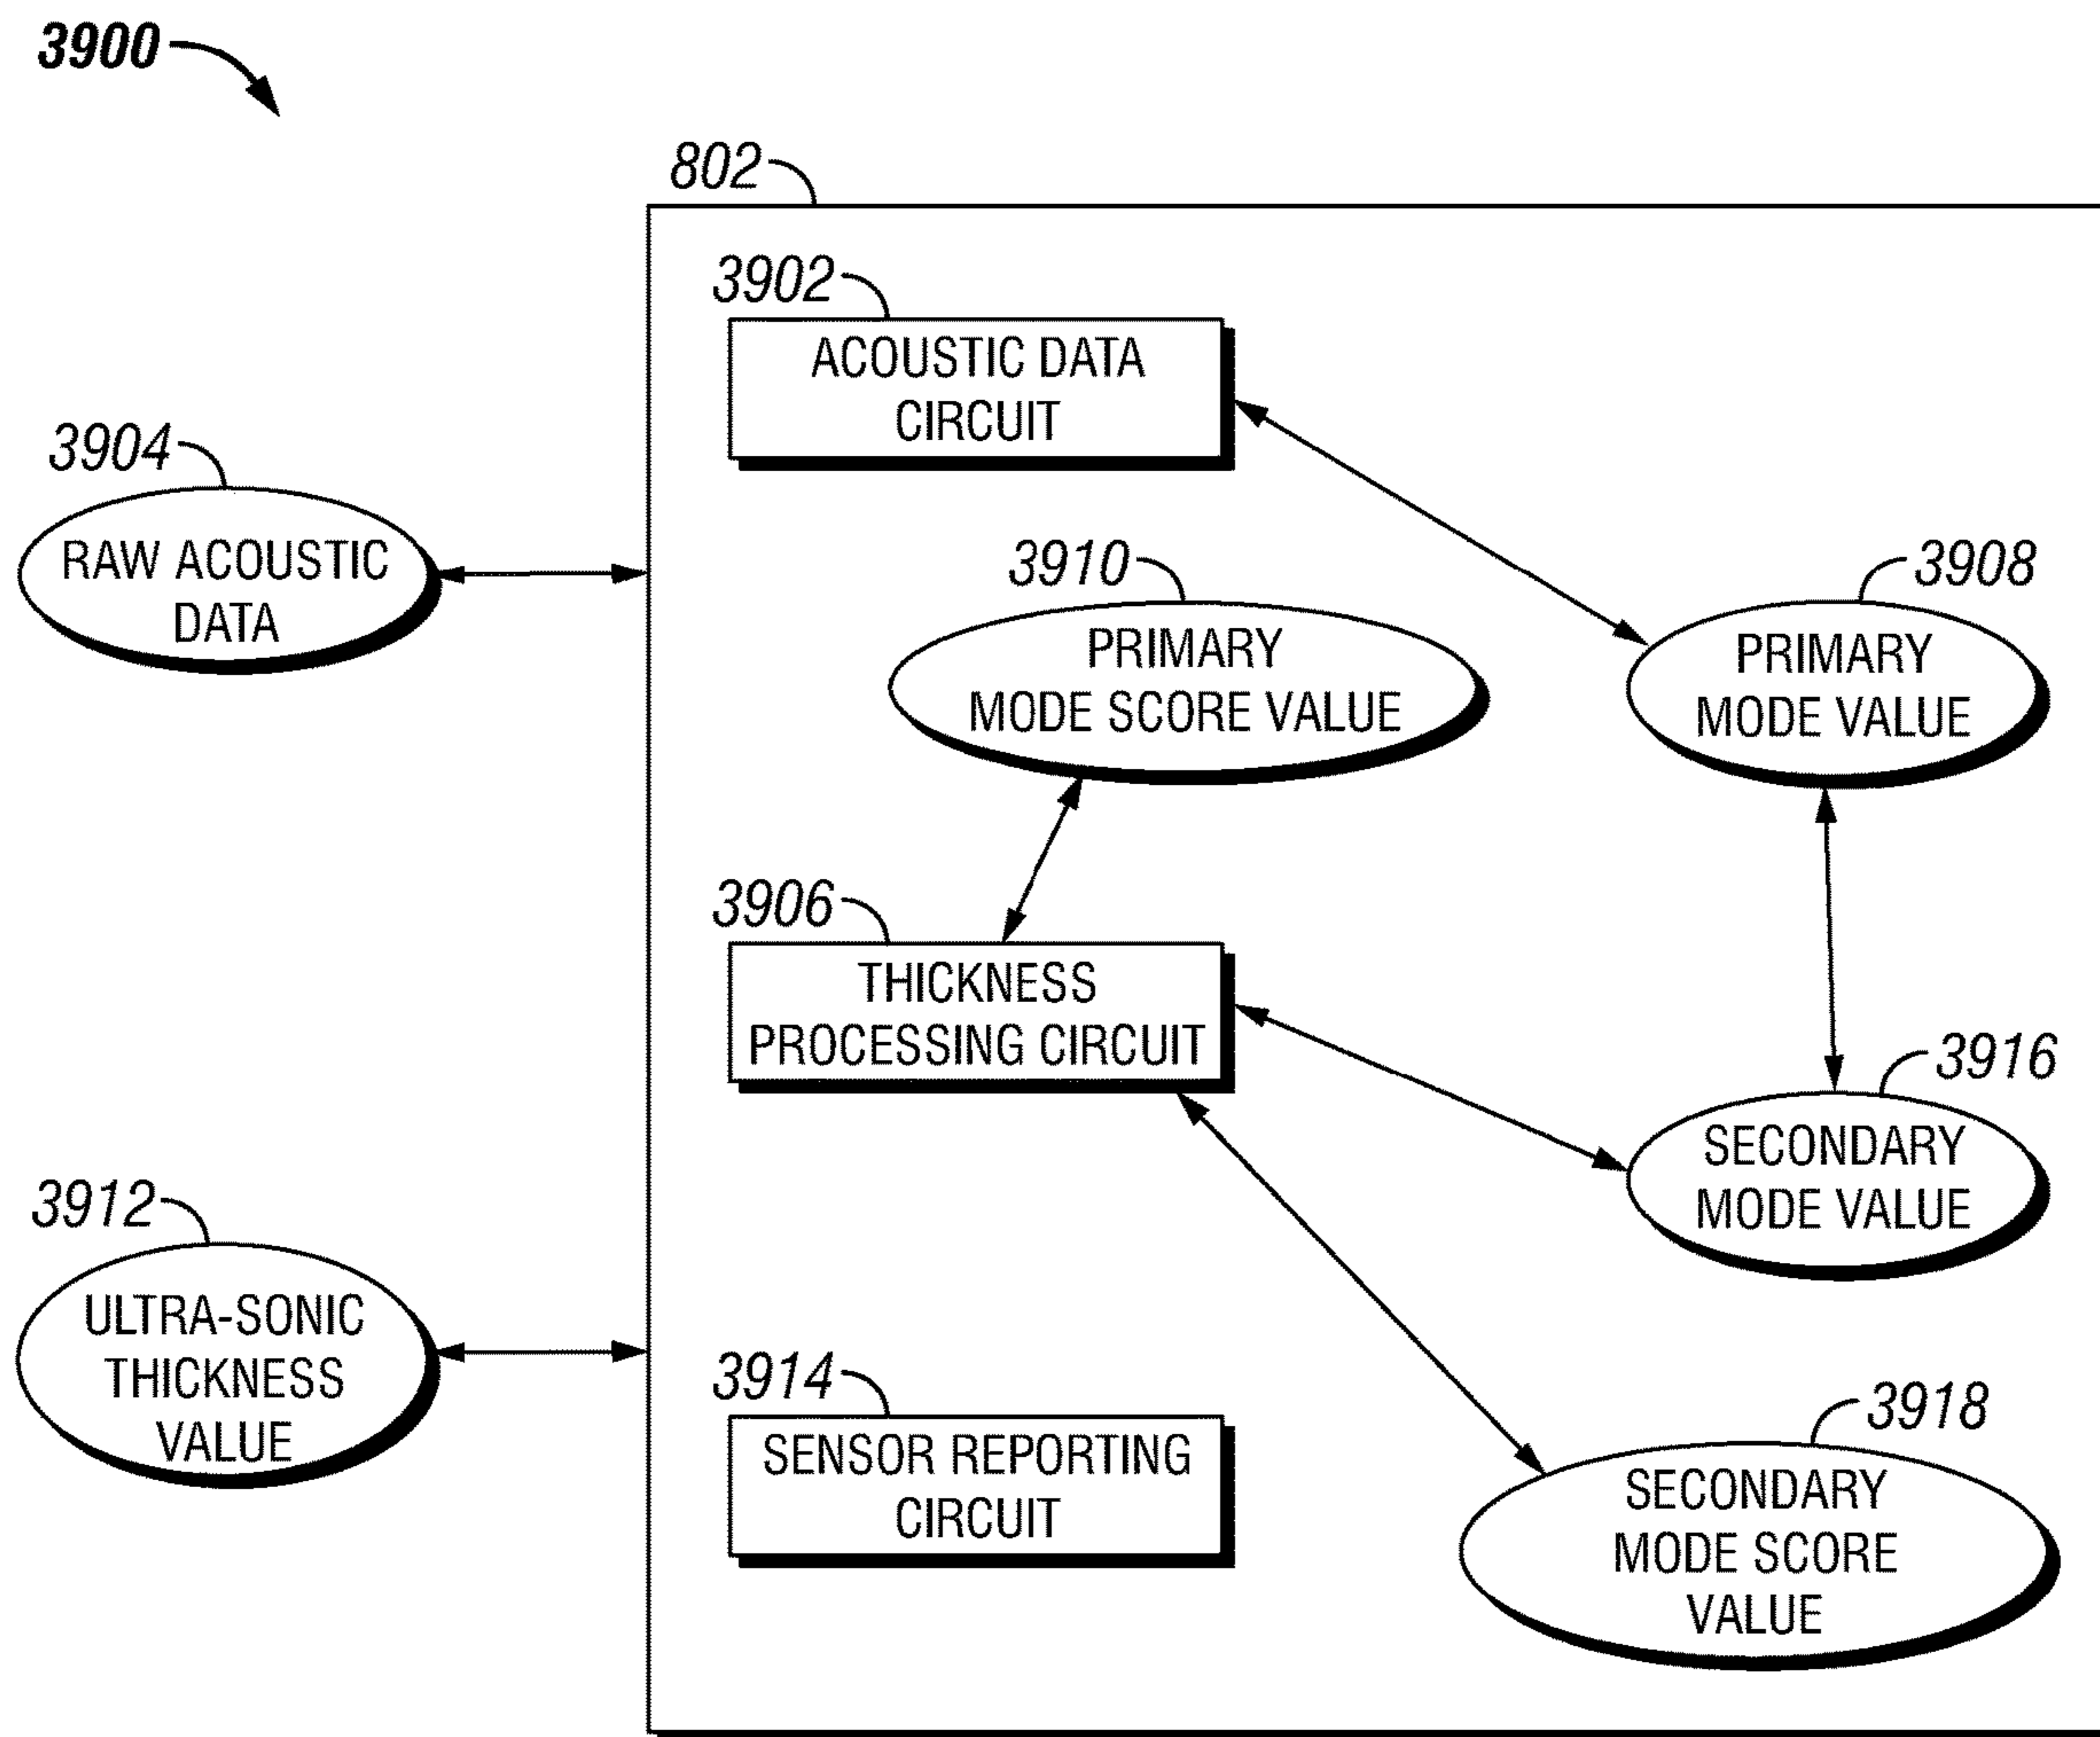 3900
802
3902
ACOUSTIC DATA
CIRCUIT
3904
RAW ACOUSTIC
DATA
3910
PRIMARY
MODE SCORE VALUE
3908
PRIMARY
MODE VALUE
3906
THICKNESS
PROCESSING CIRCUIT
3916
SECONDARY
MODE VALUE
3912
ULTRA-SONIC
THICKNESS
VALUE
3914
SENSOR REPORTING
CIRCUIT
3918
SECONDARY
MODE SCORE
VALUE